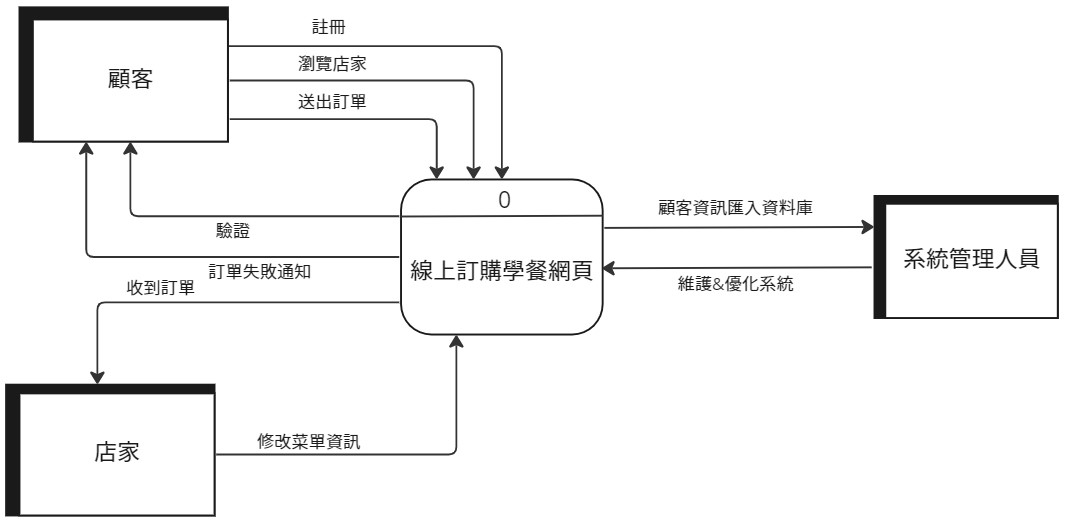 註冊
顧客
瀏覽店家
送出訂單
0
顧客資訊匯入資料庫
驗證
線上訂購學餐網頁
系統管理人員
訂單失敗通知
維護&優化系統
收到訂單
修改菜單資訊
店家